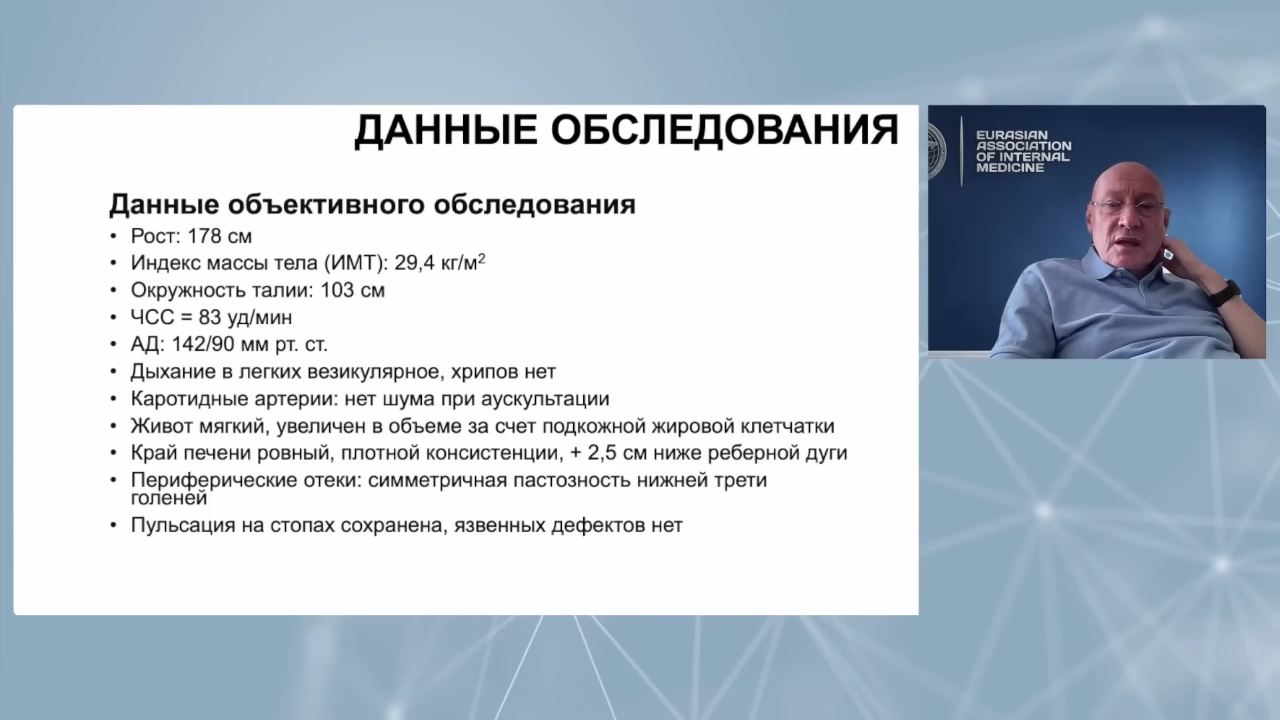 ДАННЫЕ ОБСЛЕДОВАНИЯ
Данные объективного обследования
• Рост: 178 см
• Индекс массы тела (ИМТ): 29,4 кг/м²
• Окружность талии: 103 см
• ЧСС = 83 уд/мин
• АД: 142/90 мм рт. ст.
• Дыхание в легких везикулярное, хрипов нет
• Каротидные артерии: нет шума при аускультации
• Живот мягкий, увеличен в объеме за счет подкожной жировой клетчатки
• Край печени ровный, плотной консистенции, + 2,5 см ниже реберной дуги
• Периферические отеки: симметричная пастозность нижней трети
голеней
• Пульсация на стопах сохранена, язвенных дефектов нет
EURASIAN
ASSOCIATION
OF INTERNAL
MEDICINE